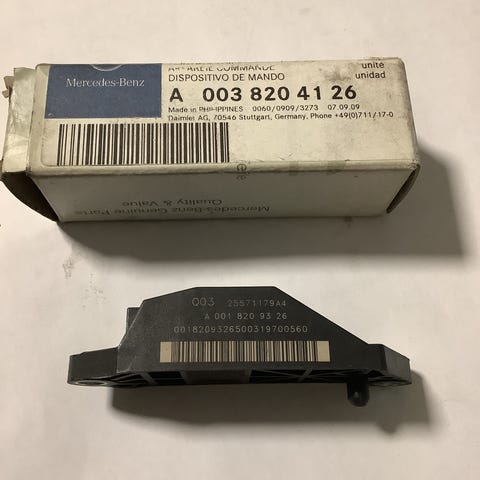 Mercedes-Benz
APPAREIL COMMANDE
unité
DISPOSITIVO DE MANDO
unidad
A 003 820 41 26
Made in PHILIPPINES 0060/0909/3273 07.09.09
Daimler AG, 70546 Stuttgart, Germany, Phone +49(0)711/17-0
Mercedes-Benz Genuine Parts
Quality & Value
Q03 25571179A4
A 001 820 93 26
0018209326500319700560